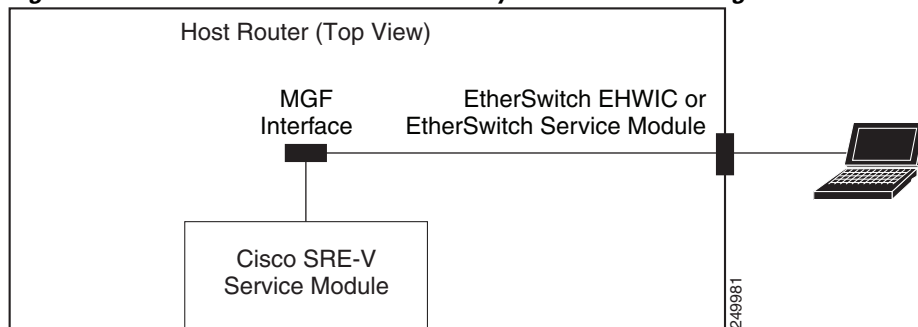 Host Router (Top View)
MGF
Interface
EtherSwitch EHWIC or
EtherSwitch Service Module
Cisco SRE-V
Service Module
249981